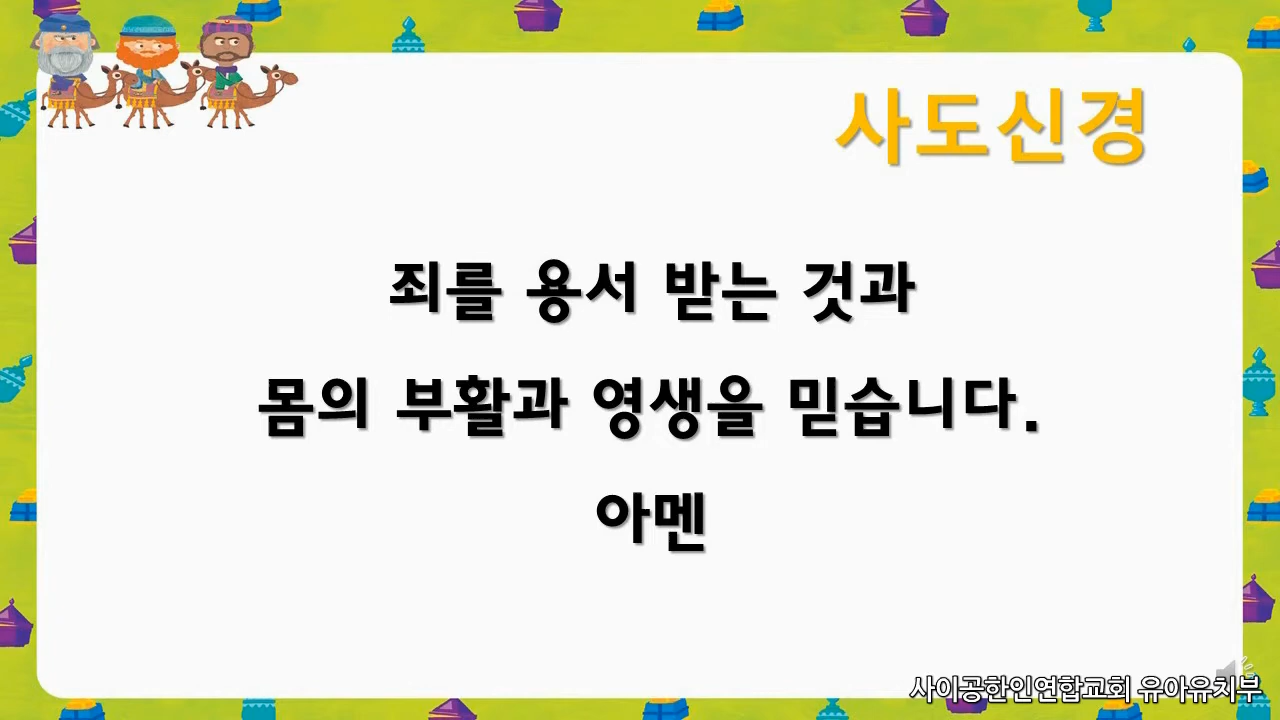 사도신경
죄를 용서 받는 것과
몸의 부활과 영생을 믿습니다.
아멘
사이공한인연합교회 유아유치부